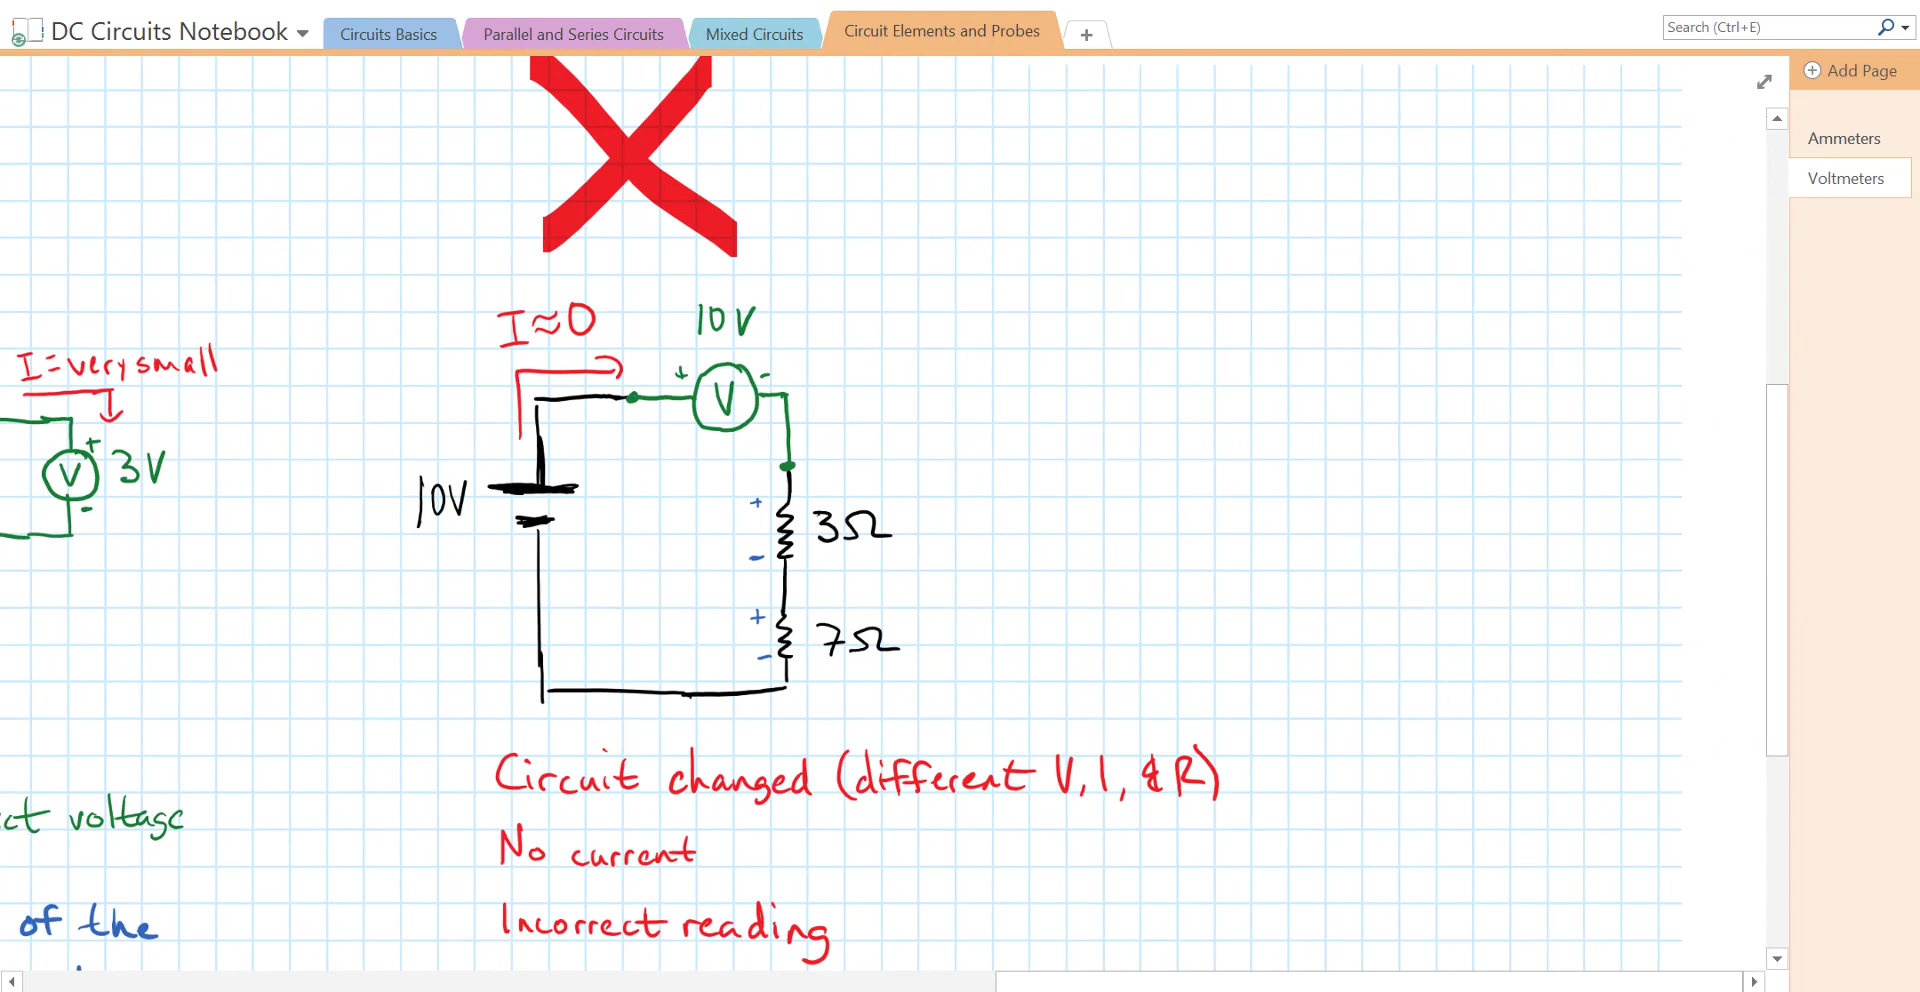 DC Circuits Notebook
Circuits Basics
Parallel and Series Circuits
Mixed Circuits
Circuit Elements and Probes
+
Search (Ctrl+E)
Add Page
Ammeters
Voltmeters
I≈0
10V
I = very small
+
-
V
+
V
3V
-
10V
+
3Ω
-
+
7Ω
-
Circuit changed (different V, I, & R)
ct voltage
No current
of the
Incorrect reading